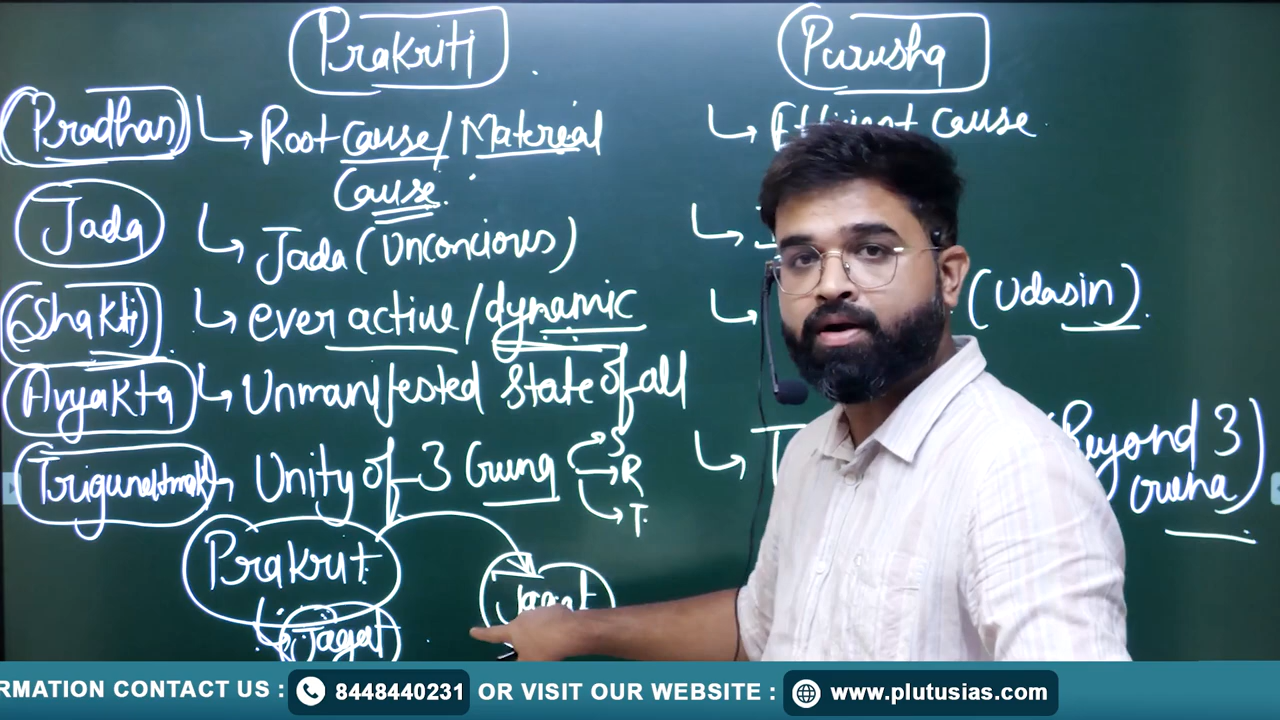 Prakriti
Purusha
Pradhan
Root Cause/Material
Cause.
Efficient cause
Jada
Jada (Unconcious)
Shakti
ever active/dynamic
(Udasin)
Avyakta
Unmanifested State of all
Unity of 3 Guna
S
R
T
(Beyond 3
Guna)
Prakrit
Jagat
Jagat
RMATION CONTACT US : 8448440231 OR VISIT OUR WEBSITE : www.plutusias.com